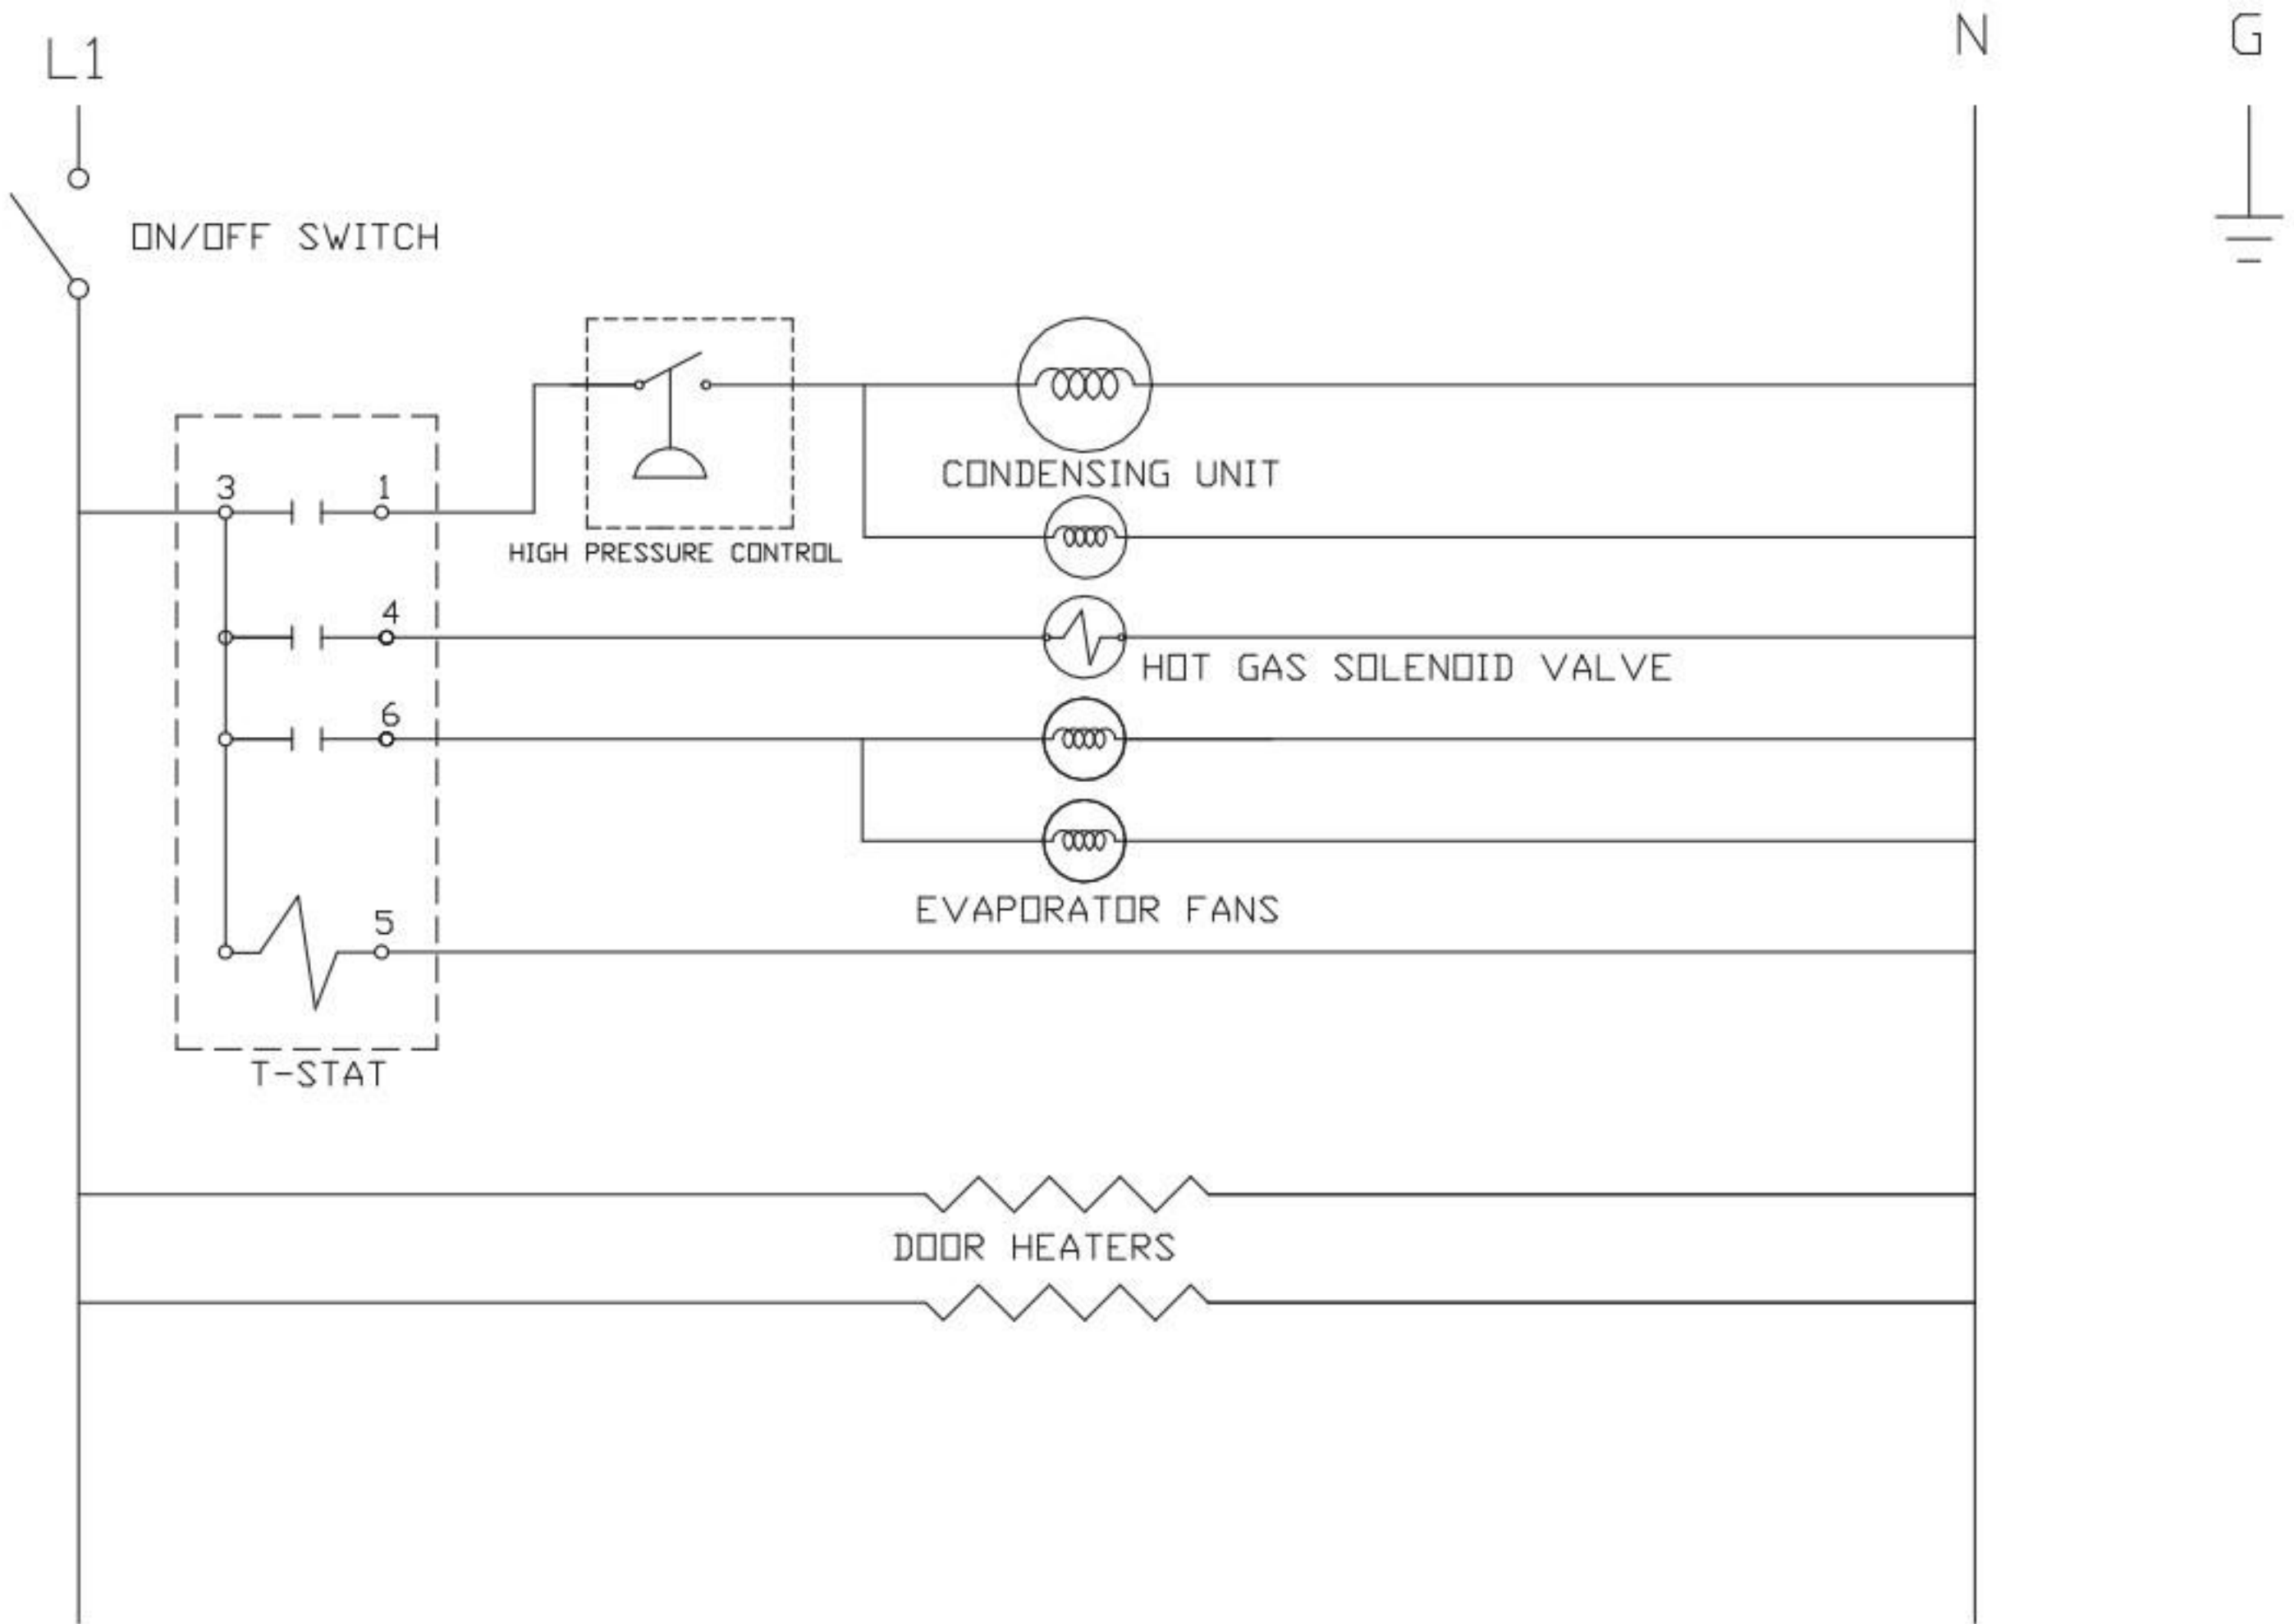 L1
N
G
ON/OFF SWITCH
CONDENSING UNIT
3
1
HIGH PRESSURE CONTROL
4
HOT GAS SOLENOID VALVE
6
EVAPORATOR FANS
5
T-STAT
DOOR HEATERS